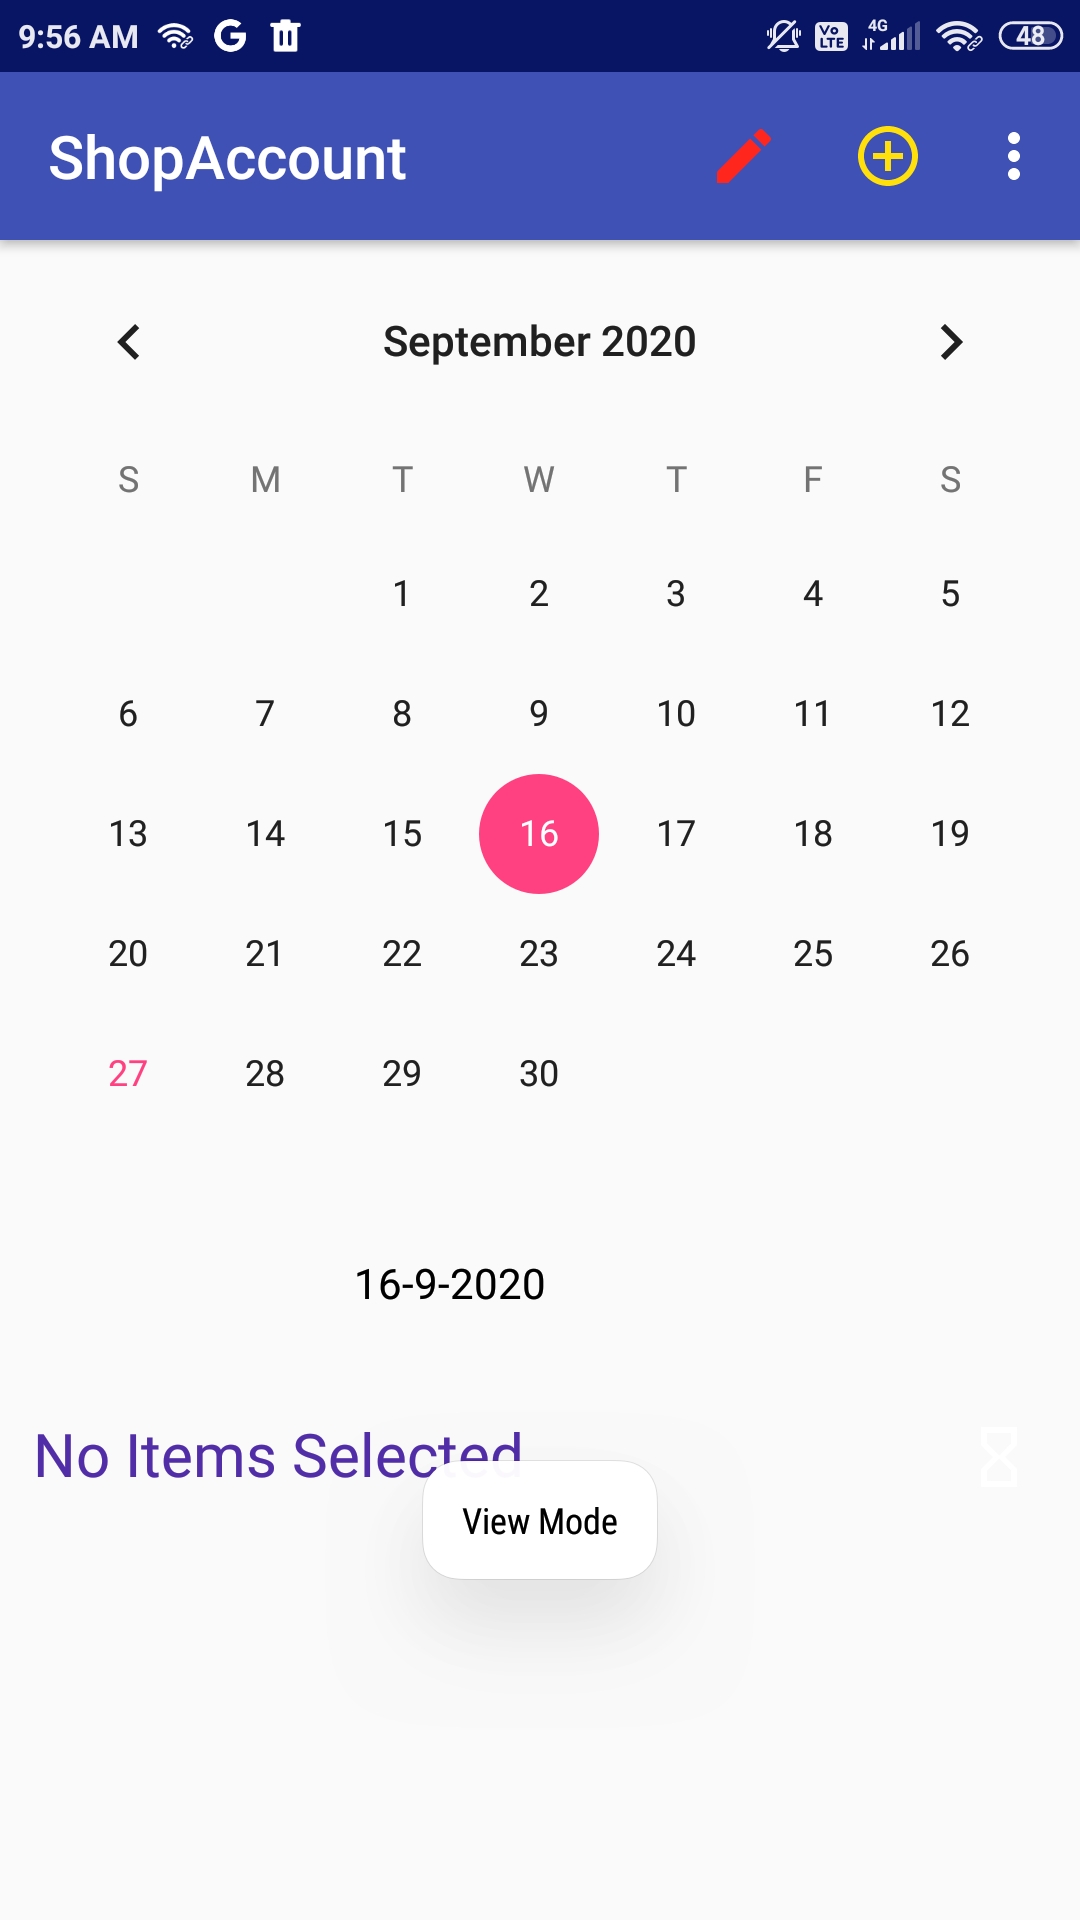 9:56 AM G Vo LTE 4G 48
ShopAccount
September 2020
S M T W T F S
1 2 3 4 5
6 7 8 9 10 11 12
13 14 15 16 17 18 19
20 21 22 23 24 25 26
27 28 29 30
16-9-2020
No Items Selected
View Mode